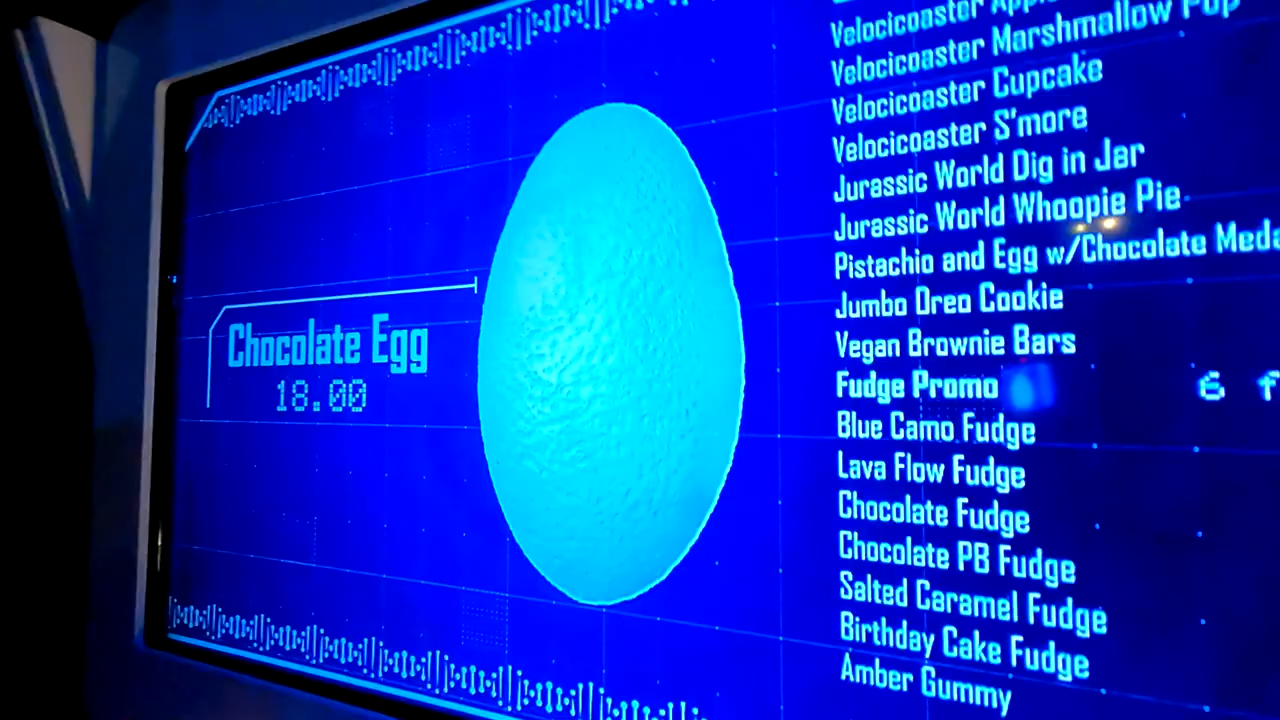 Chocolate Egg
18.00
Velocicoaster
Velocicoaster Marshmallow Pop
Velocicoaster Cupcake
Velocicoaster S'more
Jurassic World Dig in Jar
Jurassic World Whoopie Pie
Pistachio and Egg w/Chocolate
Jumbo Oreo Cookie
Vegan Brownie Bars
Fudge Promo 6
Blue Camo Fudge
Lava Flow Fudge
Chocolate Fudge
Chocolate PB Fudge
Salted Caramel Fudge
Birthday Cake Fudge
Amber Gummy